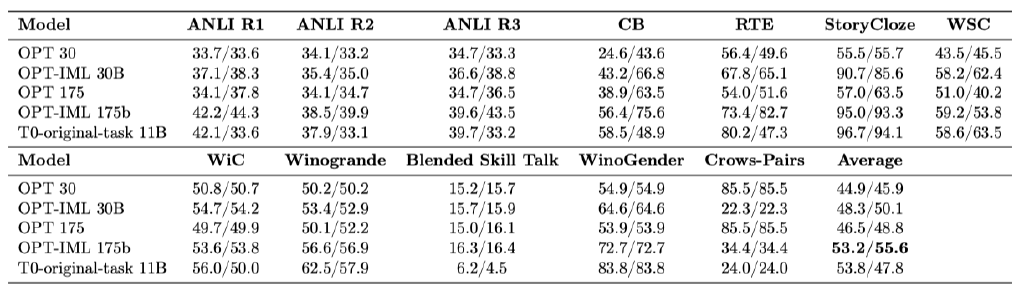 Model ANLI R1 ANLI R2 ANLI R3 CB RTE StoryCloze WSC
OPT 30 33.7/33.6 34.1/33.2 34.7/33.3 24.6/43.6 56.4/49.6 55.5/55.7 43.5/45.5
OPT-IML 30B 37.1/38.3 35.4/35.0 36.6/38.8 43.2/66.8 67.8/65.1 90.7/85.6 58.2/62.4
OPT 175 34.1/37.8 34.1/34.7 34.7/36.5 38.9/63.5 54.0/51.6 57.0/63.5 51.0/40.2
OPT-IML 175b 42.2/44.3 38.5/39.9 39.6/43.5 56.4/75.6 73.4/82.7 95.0/93.3 59.2/53.8
T0-original-task 11B 42.1/33.6 37.9/33.1 39.7/33.2 58.5/48.9 80.2/47.3 96.7/94.1 58.6/63.5
Model WiC Winogrande Blended Skill Talk WinoGender Crows-Pairs Average
OPT 30 50.8/50.7 50.2/50.2 15.2/15.7 54.9/54.9 85.5/85.5 44.9/45.9
OPT-IML 30B 54.7/54.2 53.4/52.9 15.7/15.9 64.6/64.6 22.3/22.3 48.3/50.1
OPT 175 49.7/49.9 50.1/52.2 15.0/16.1 53.9/53.9 85.5/85.5 46.5/48.8
OPT-IML 175b 53.6/53.8 56.6/56.9 16.3/16.4 72.7/72.7 34.4/34.4 53.2/55.6
T0-original-task 11B 56.0/50.0 62.5/57.9 6.2/4.5 83.8/83.8 24.0/24.0 53.8/47.8